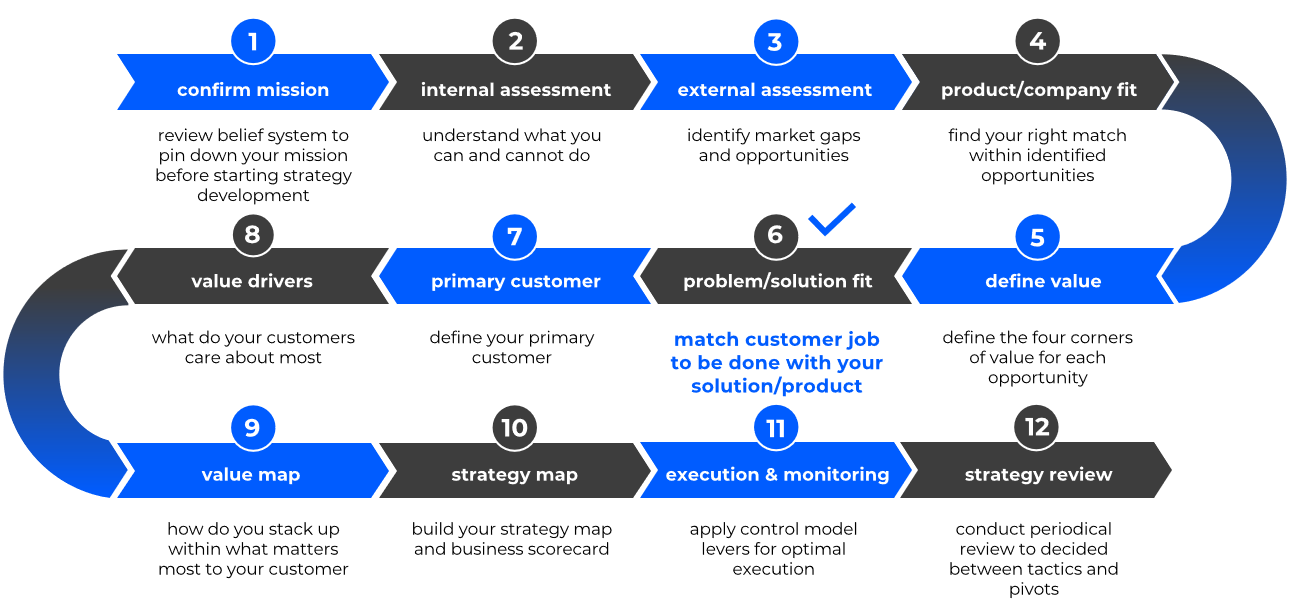 1
confirm mission
review belief system to
pin down your mission
before starting strategy
development
2
internal assessment
understand what you
can and cannot do
3
external assessment
identify market gaps
and opportunities
4
product/company fit
find your right match
within identified
opportunities
5
define value
define the four corners
of value for each
opportunity
6
problem/solution fit
match customer job
to be done with your
solution/product
7
primary customer
define your primary
customer
8
value drivers
what do your customers
care about most
9
value map
how do you stack up
within what matters
most to your customer
10
strategy map
build your strategy map
and business scorecard
11
execution & monitoring
apply control model
levers for optimal
execution
12
strategy review
conduct periodical
review to decided
between tactics and
pivots